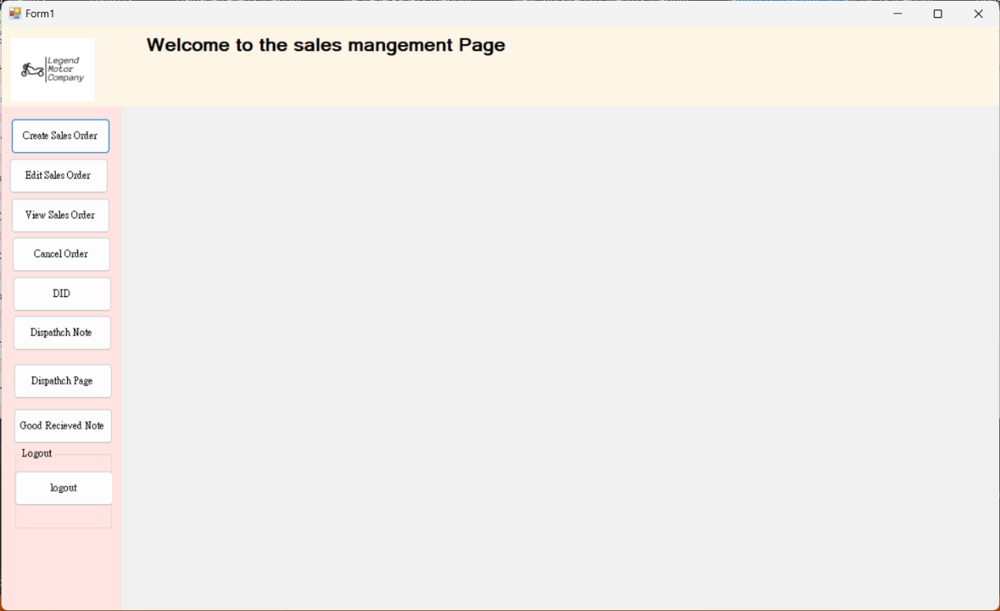 Form1
Welcome to the sales mangement Page
Legend
Motor
Company
Create Sales Order
Edit Sales Order
View Sales Order
Cancel Order
DID
Dispathch Note
Dispathch Page
Good Recieved Note
Logout
logout